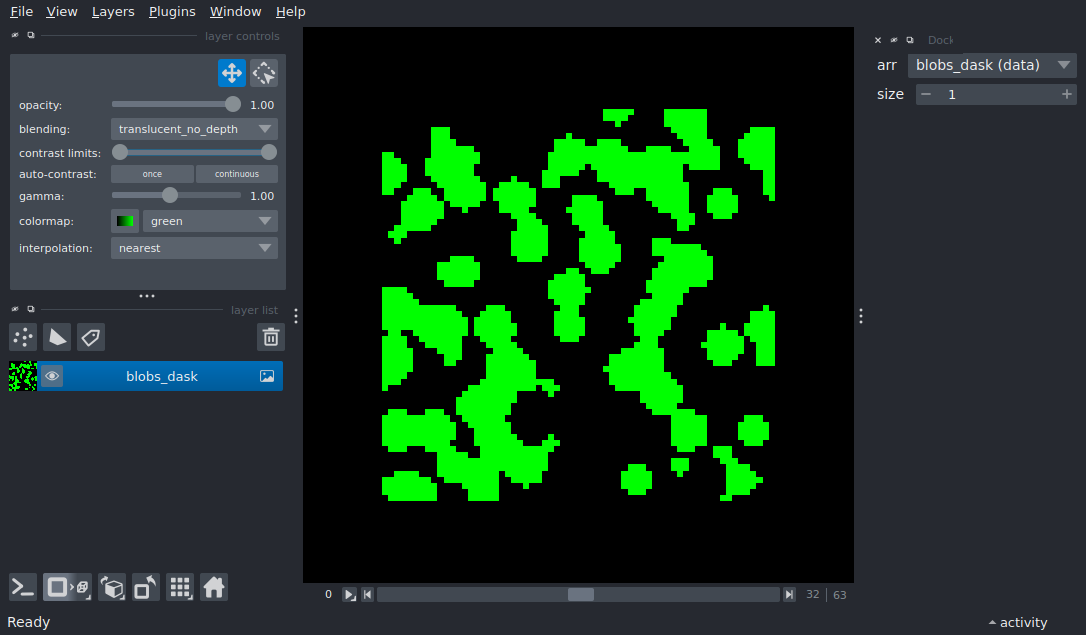 File View Layers Plugins Window Help
layer controls
opacity: 1.00
blending: translucent_no_depth
contrast limits:
auto-contrast: once continuous
gamma: 1.00
colormap: green
interpolation: nearest
layer list
blobs_dask
Dock
arr blobs_dask (data)
size 1
0 32 63
Ready
activity